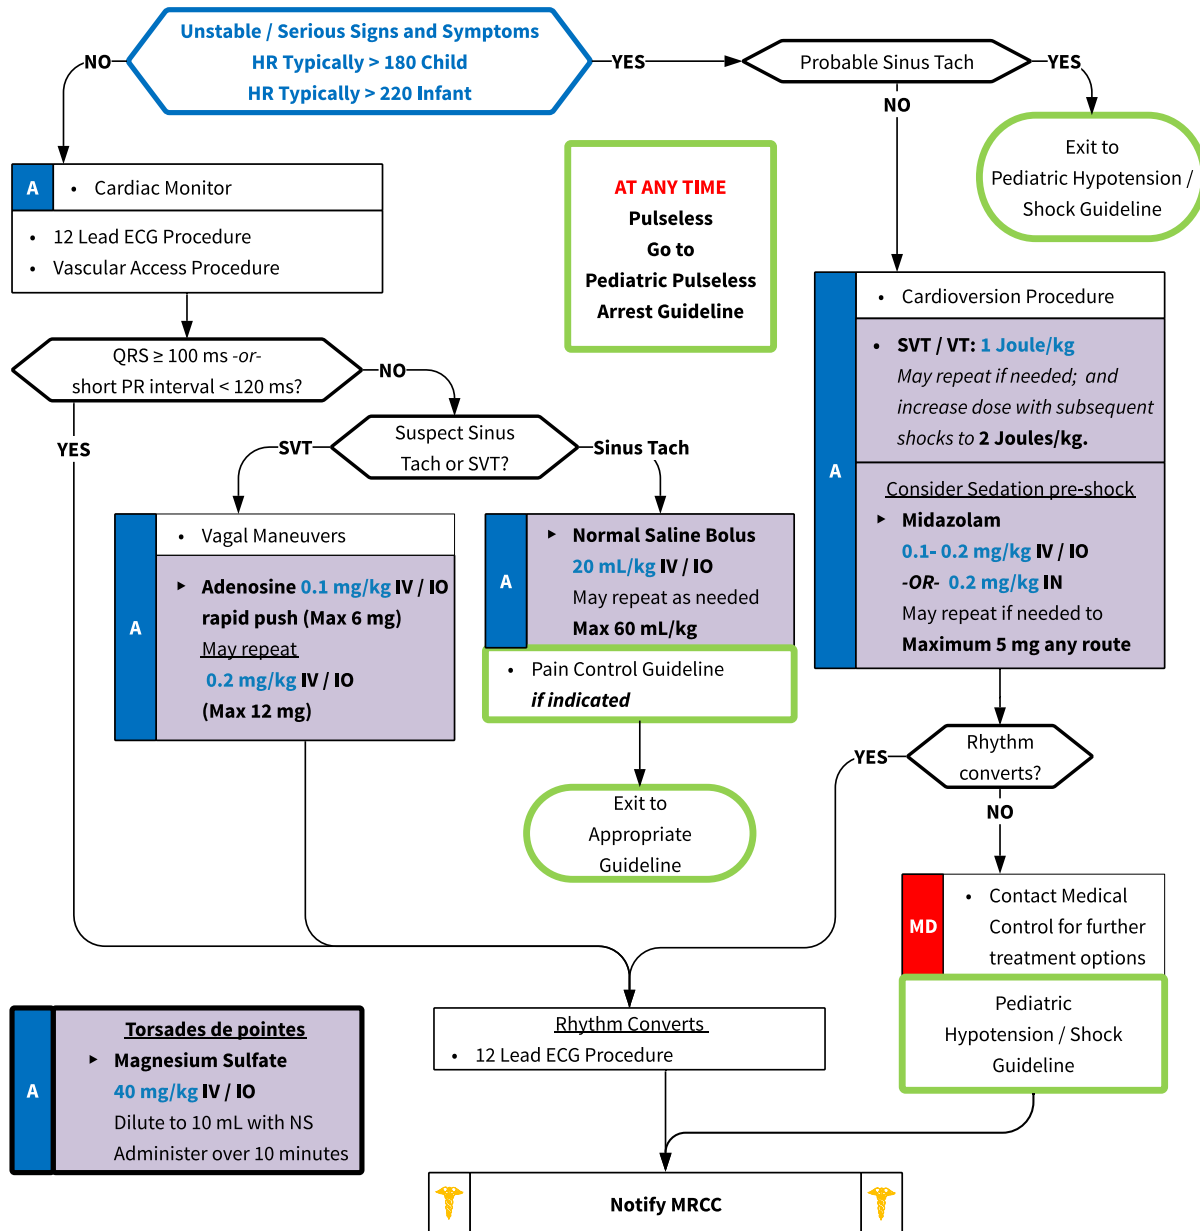 Unstable / Serious Signs and Symptoms
HR Typically > 180 Child
HR Typically > 220 Infant
NO
YES
Probable Sinus Tach
YES
NO
Exit to
Pediatric Hypotension /
Shock Guideline
AT ANY TIME
Pulseless
Go to
Pediatric Pulseless
Arrest Guideline
A
• Cardiac Monitor
• 12 Lead ECG Procedure
• Vascular Access Procedure
QRS ≥ 100 ms -or-
short PR interval < 120 ms?
NO
YES
Suspect Sinus
Tach or SVT?
SVT
Sinus Tach
A
• Vagal Maneuvers
► Adenosine 0.1 mg/kg IV / IO
rapid push (Max 6 mg)
May repeat
0.2 mg/kg IV / IO
(Max 12 mg)
A
► Normal Saline Bolus
20 mL/kg IV / IO
May repeat as needed
Max 60 mL/kg
• Pain Control Guideline
if indicated
Exit to
Appropriate
Guideline
A
• Cardioversion Procedure
• SVT / VT: 1 Joule/kg
May repeat if needed; and
increase dose with subsequent
shocks to 2 Joules/kg.
Consider Sedation pre-shock
► Midazolam
0.1- 0.2 mg/kg IV / IO
-OR- 0.2 mg/kg IN
May repeat if needed to
Maximum 5 mg any route
Rhythm
converts?
YES
NO
MD
• Contact Medical
Control for further
treatment options
Pediatric
Hypotension / Shock
Guideline
Rhythm Converts
• 12 Lead ECG Procedure
A
Torsades de pointes
► Magnesium Sulfate
40 mg/kg IV / IO
Dilute to 10 mL with NS
Administer over 10 minutes
Notify MRCC